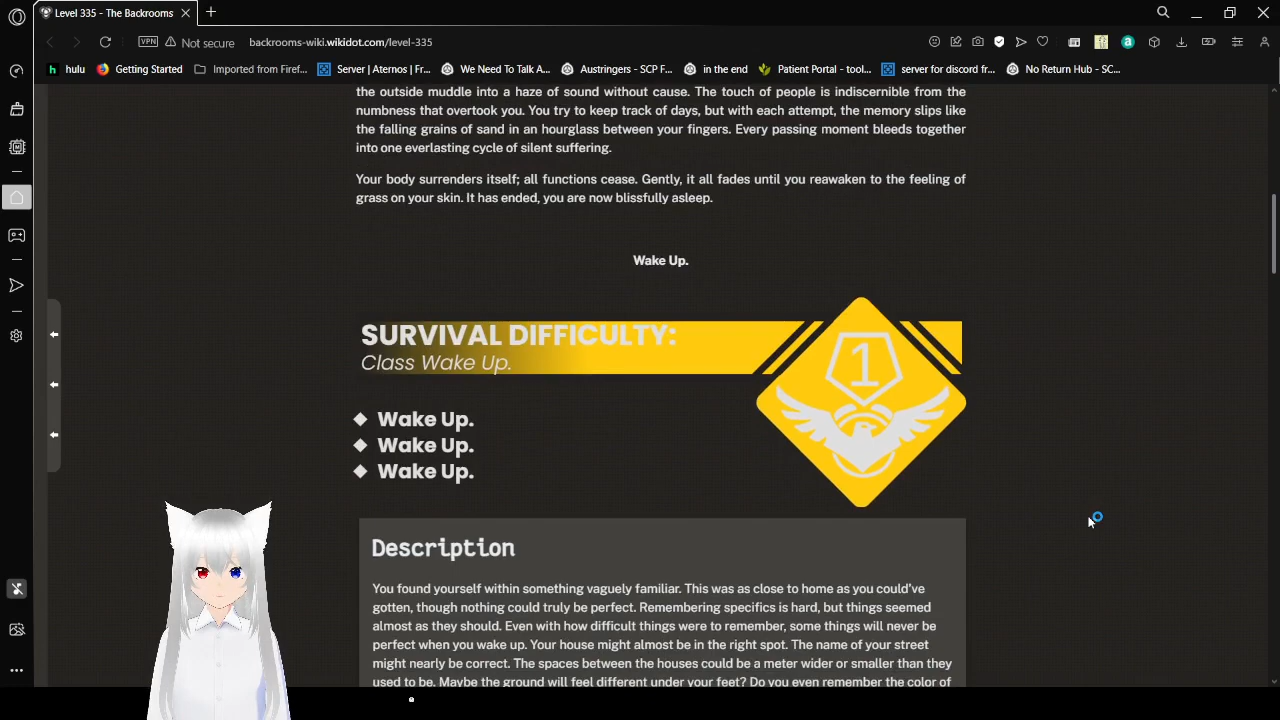 Level 335 - The Backrooms
VPN
Not secure
backrooms-wiki.wikidot.com/level-335
hulu
Getting Started
Imported from Firef...
Server | Aternos | Fr...
We Need To Talk A...
Austringers - SCP F...
in the end
Patient Portal - tool...
server for discord fr...
No Return Hub - SC...
the outside muddle into a haze of sound without cause. The touch of people is indiscernible from the
numbness that overtook you. You try to keep track of days, but with each attempt, the memory slips like
the falling grains of sand in an hourglass between your fingers. Every passing moment bleeds together
into one everlasting cycle of silent suffering.
Your body surrenders itself; all functions cease. Gently, it all fades until you reawaken to the feeling of
grass on your skin. It has ended, you are now blissfully asleep.
Wake Up.
SURVIVAL DIFFICULTY:
Class Wake Up.
1
Wake Up.
Wake Up.
Wake Up.
Description
You found yourself within something vaguely familiar. This was as close to home as you could've
gotten, though nothing could truly be perfect. Remembering specifics is hard, but things seemed
almost as they should. Even with how difficult things were to remember, some things will never be
perfect when you wake up. Your house might almost be in the right spot. The name of your street
might nearly be correct. The spaces between the houses could be a meter wider or smaller than they
used to be. Maybe the ground will feel different under your feet? Do you even remember the color of